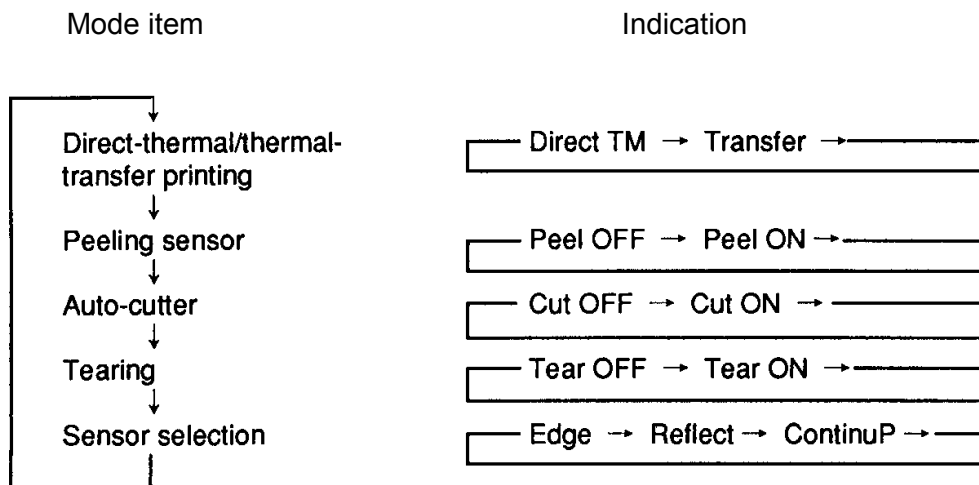 Mode item Indication
Direct-thermal/thermal-
transfer printing
Direct TM → Transfer →
Peeling sensor
Peel OFF → Peel ON →
Auto-cutter
Cut OFF → Cut ON →
Tearing
Tear OFF → Tear ON →
Sensor selection
Edge → Reflect → ContinuP →